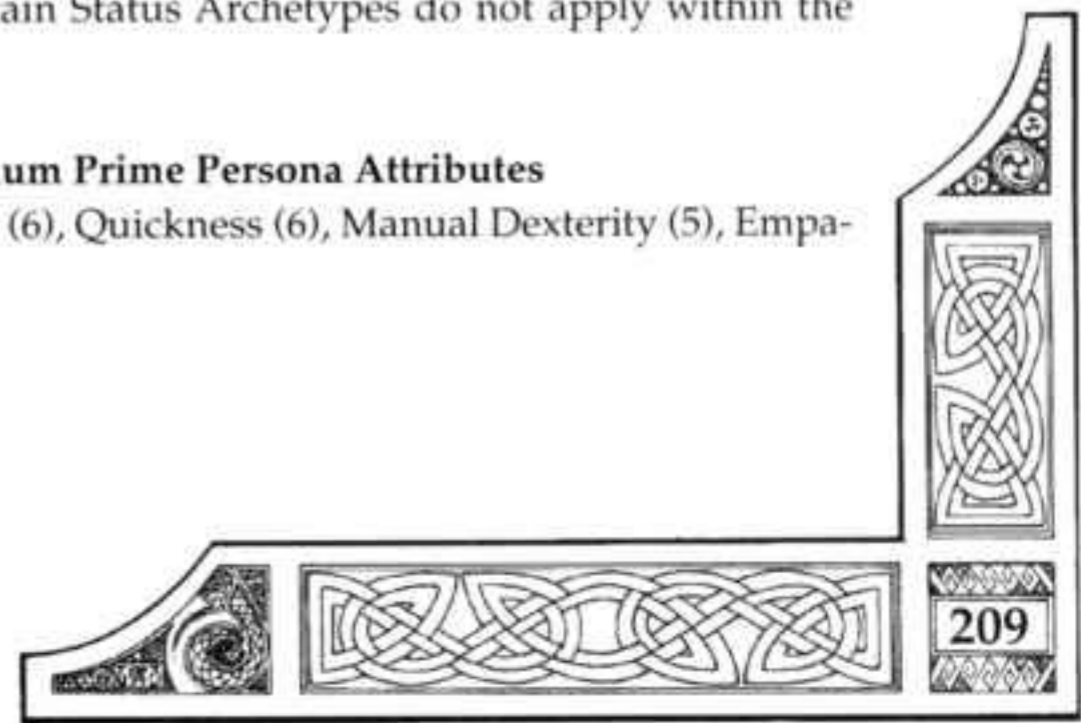 ain Status Archetypes do not apply within the
um Prime Persona Attributes
(6), Quickness (6), Manual Dexterity (5), Empa-
209